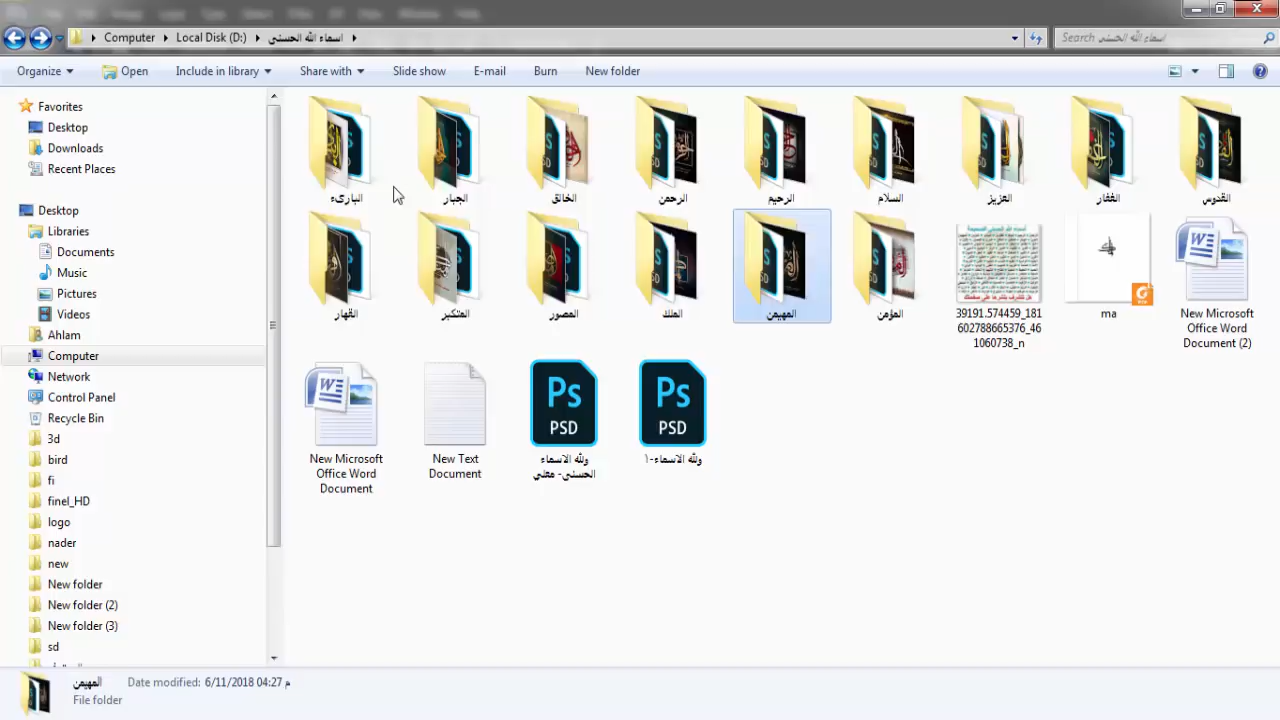 Computer
Local Disk (D:)
اسماء الله الحسنى
Search اسماء الله الحسنى
Organize
Open
Include in library
Share with
Slide show
E-mail
Burn
New folder
Favorites
Desktop
Downloads
Recent Places
Desktop
Libraries
Documents
Music
Pictures
Videos
Ahlam
Computer
Network
Control Panel
Recycle Bin
3d
bird
fi
finel_HD
logo
nader
new
New folder
New folder (2)
New folder (3)
sd
البارىء
الجبار
الخالق
الرحمن
الرحيم
السلام
العزيز
الغفار
القدوس
القهار
المتكبر
المصور
الملك
المهيمن
المؤمن
39191.574459_181
602788665376_46
1060738_n
ma
New Microsoft
Office Word
Document (2)
New Microsoft
Office Word
Document
New Text
Document
Ps
PSD
ولله الاسماء
الحسنى- معلي
Ps
PSD
ولله الاسماء-١
المهيمن
Date modified: 6/11/2018 04:27 م
File folder